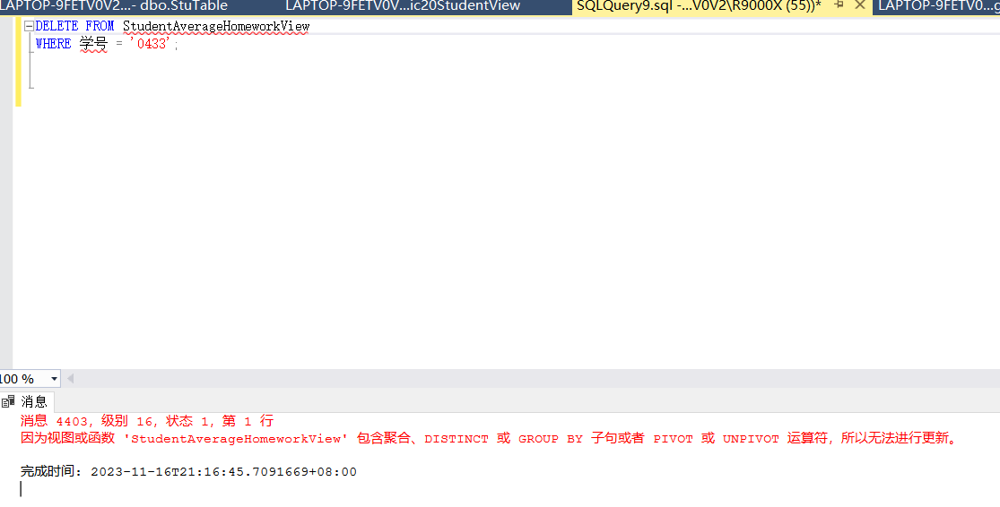 LAPTOP-9FETV0V2...- dbo.StuTable
LAPTOP-9FETV0V...ic20StudentView
SQLQuery9.sql -...V0V2\R9000X (55))*
LAPTOP-9FETV0...g
DELETE FROM StudentAverageHomeworkView
WHERE 学号 = '0433';
100 %
消息
消息 4403，级别 16，状态 1，第 1 行
因为视图或函数 'StudentAverageHomeworkView' 包含聚合、DISTINCT 或 GROUP BY 子句或者 PIVOT 或 UNPIVOT 运算符，所以无法进行更新。
完成时间: 2023-11-16T21:16:45.7091669+08:00